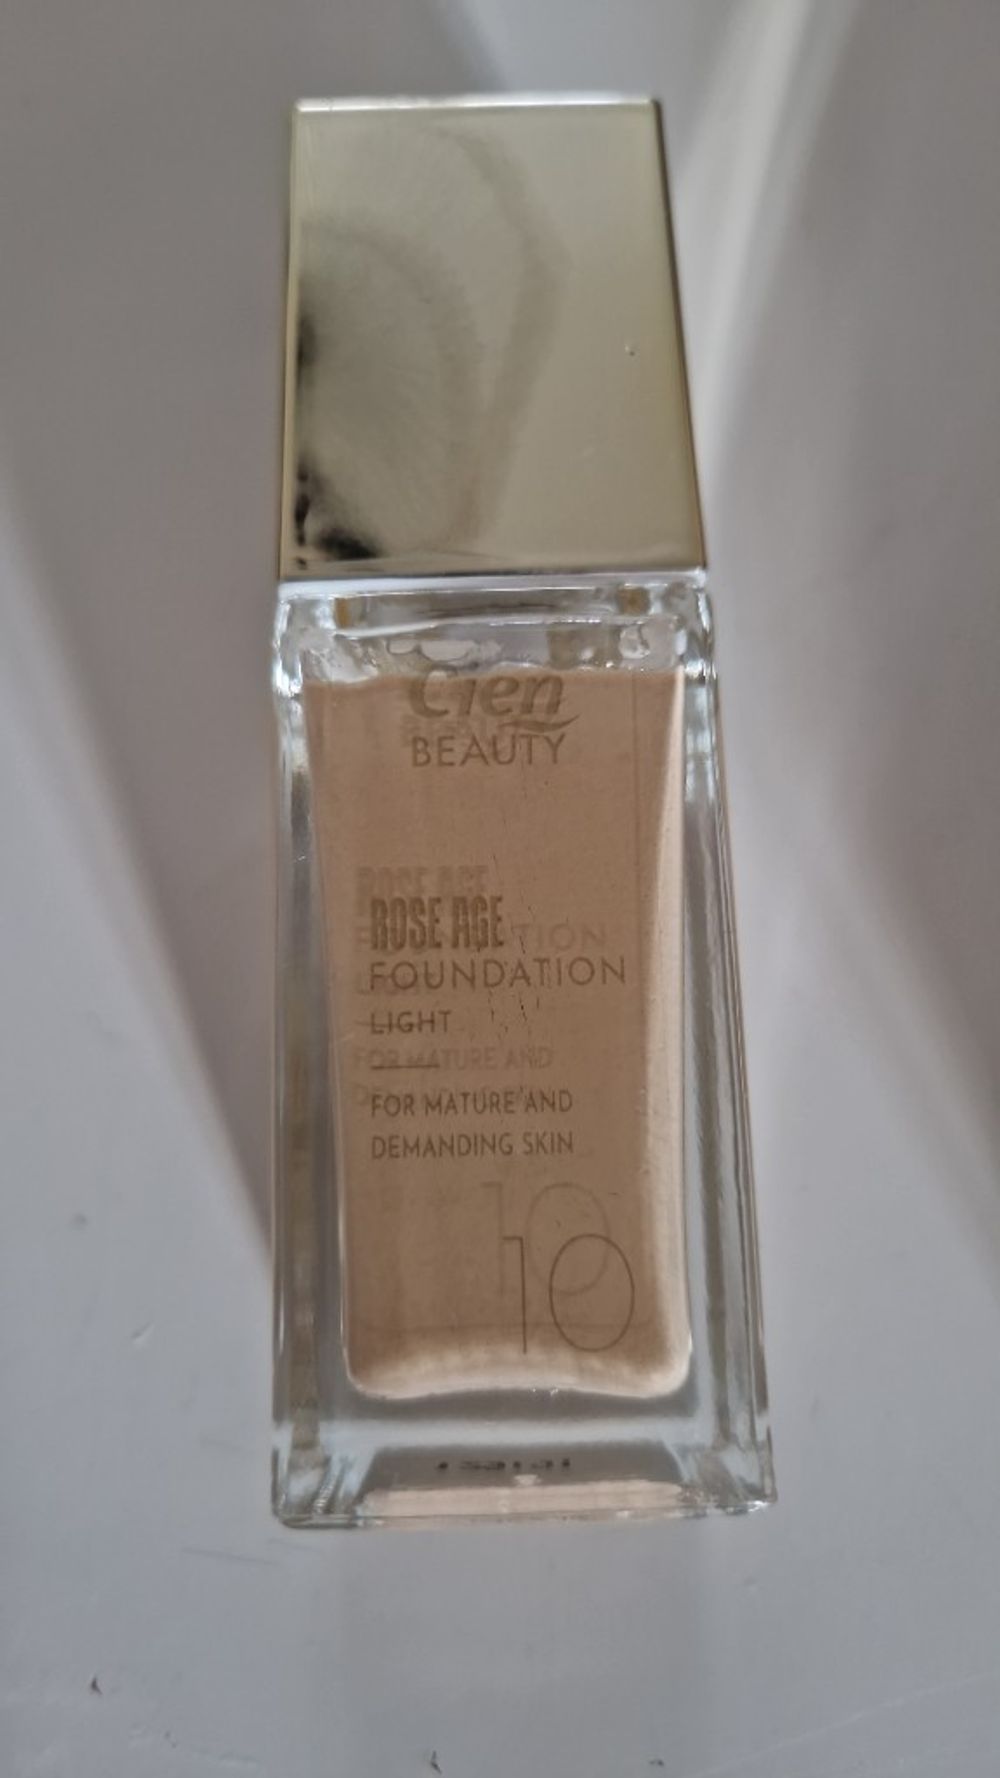 Cien
BEAUTY
ROSE AGE
FOUNDATION
LIGHT
FOR MATURE AND
DEMANDING SKIN
10